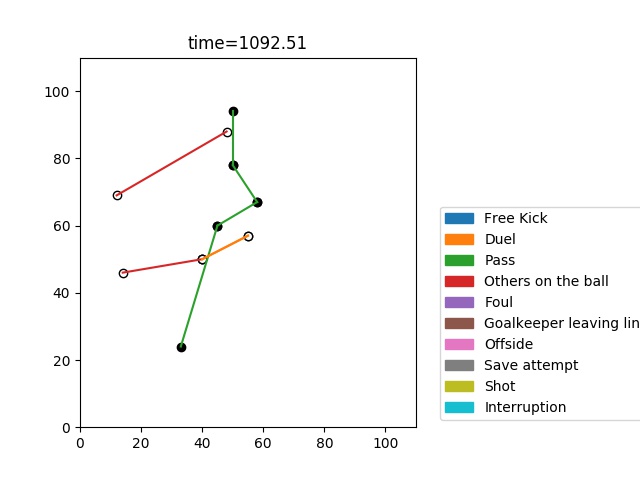 time=1092.51
100
80
60
40
20
0
0 20 40 60 80 100
Free Kick
Duel
Pass
Others on the ball
Foul
Goalkeeper leaving lin
Offside
Save attempt
Shot
Interruption